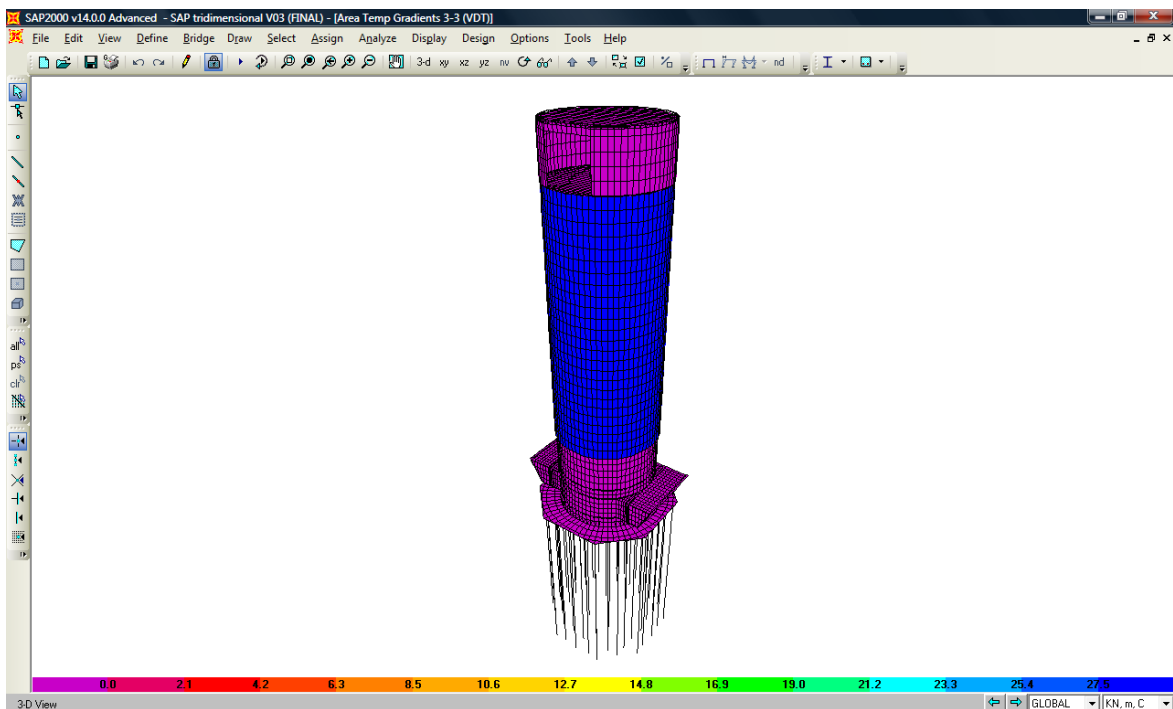 SAP2000 v14.0.0 Advanced - SAP tridimensional V03 (FINAL) - [Area Temp Gradients 3-3 (VDT)]
File Edit View Define Bridge Draw Select Assign Analyze Display Design Options Tools Help
3-d xy xz yz nv nd
all
ps
clr
0.0 2.1 4.2 6.3 8.5 10.6 12.7 14.8 16.9 19.0 21.2 23.3 25.4 27.5
3-D View GLOBAL KN, m, C